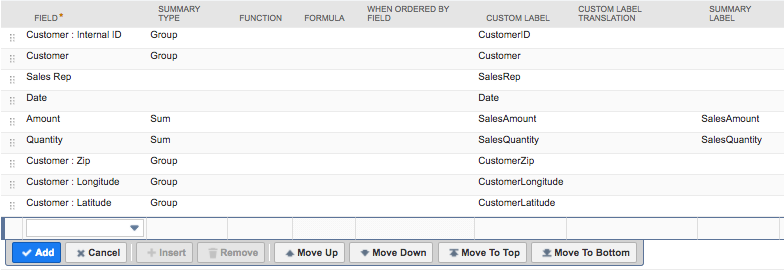 FIELD* SUMMARY TYPE FUNCTION FORMULA WHEN ORDERED BY FIELD CUSTOM LABEL CUSTOM LABEL TRANSLATION SUMMARY LABEL
Customer : Internal ID Group CustomerID
Customer Group Customer
Sales Rep SalesRep
Date Date
Amount Sum SalesAmount SalesAmount
Quantity Sum SalesQuantity SalesQuantity
Customer : Zip Group CustomerZip
Customer : Longitude Group CustomerLongitude
Customer : Latitude Group CustomerLatitude
Add Cancel Insert Remove Move Up Move Down Move To Top Move To Bottom